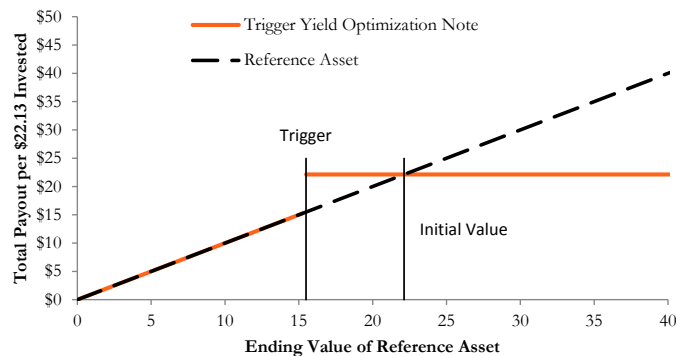 Total Payout per $22.13 Invested
$50
$45
$40
$35
$30
$25
$20
$15
$10
$5
$0
Trigger Yield Optimization Note
Reference Asset
Trigger
Initial Value
0 5 10 15 20 25 30 35 40
Ending Value of Reference Asset